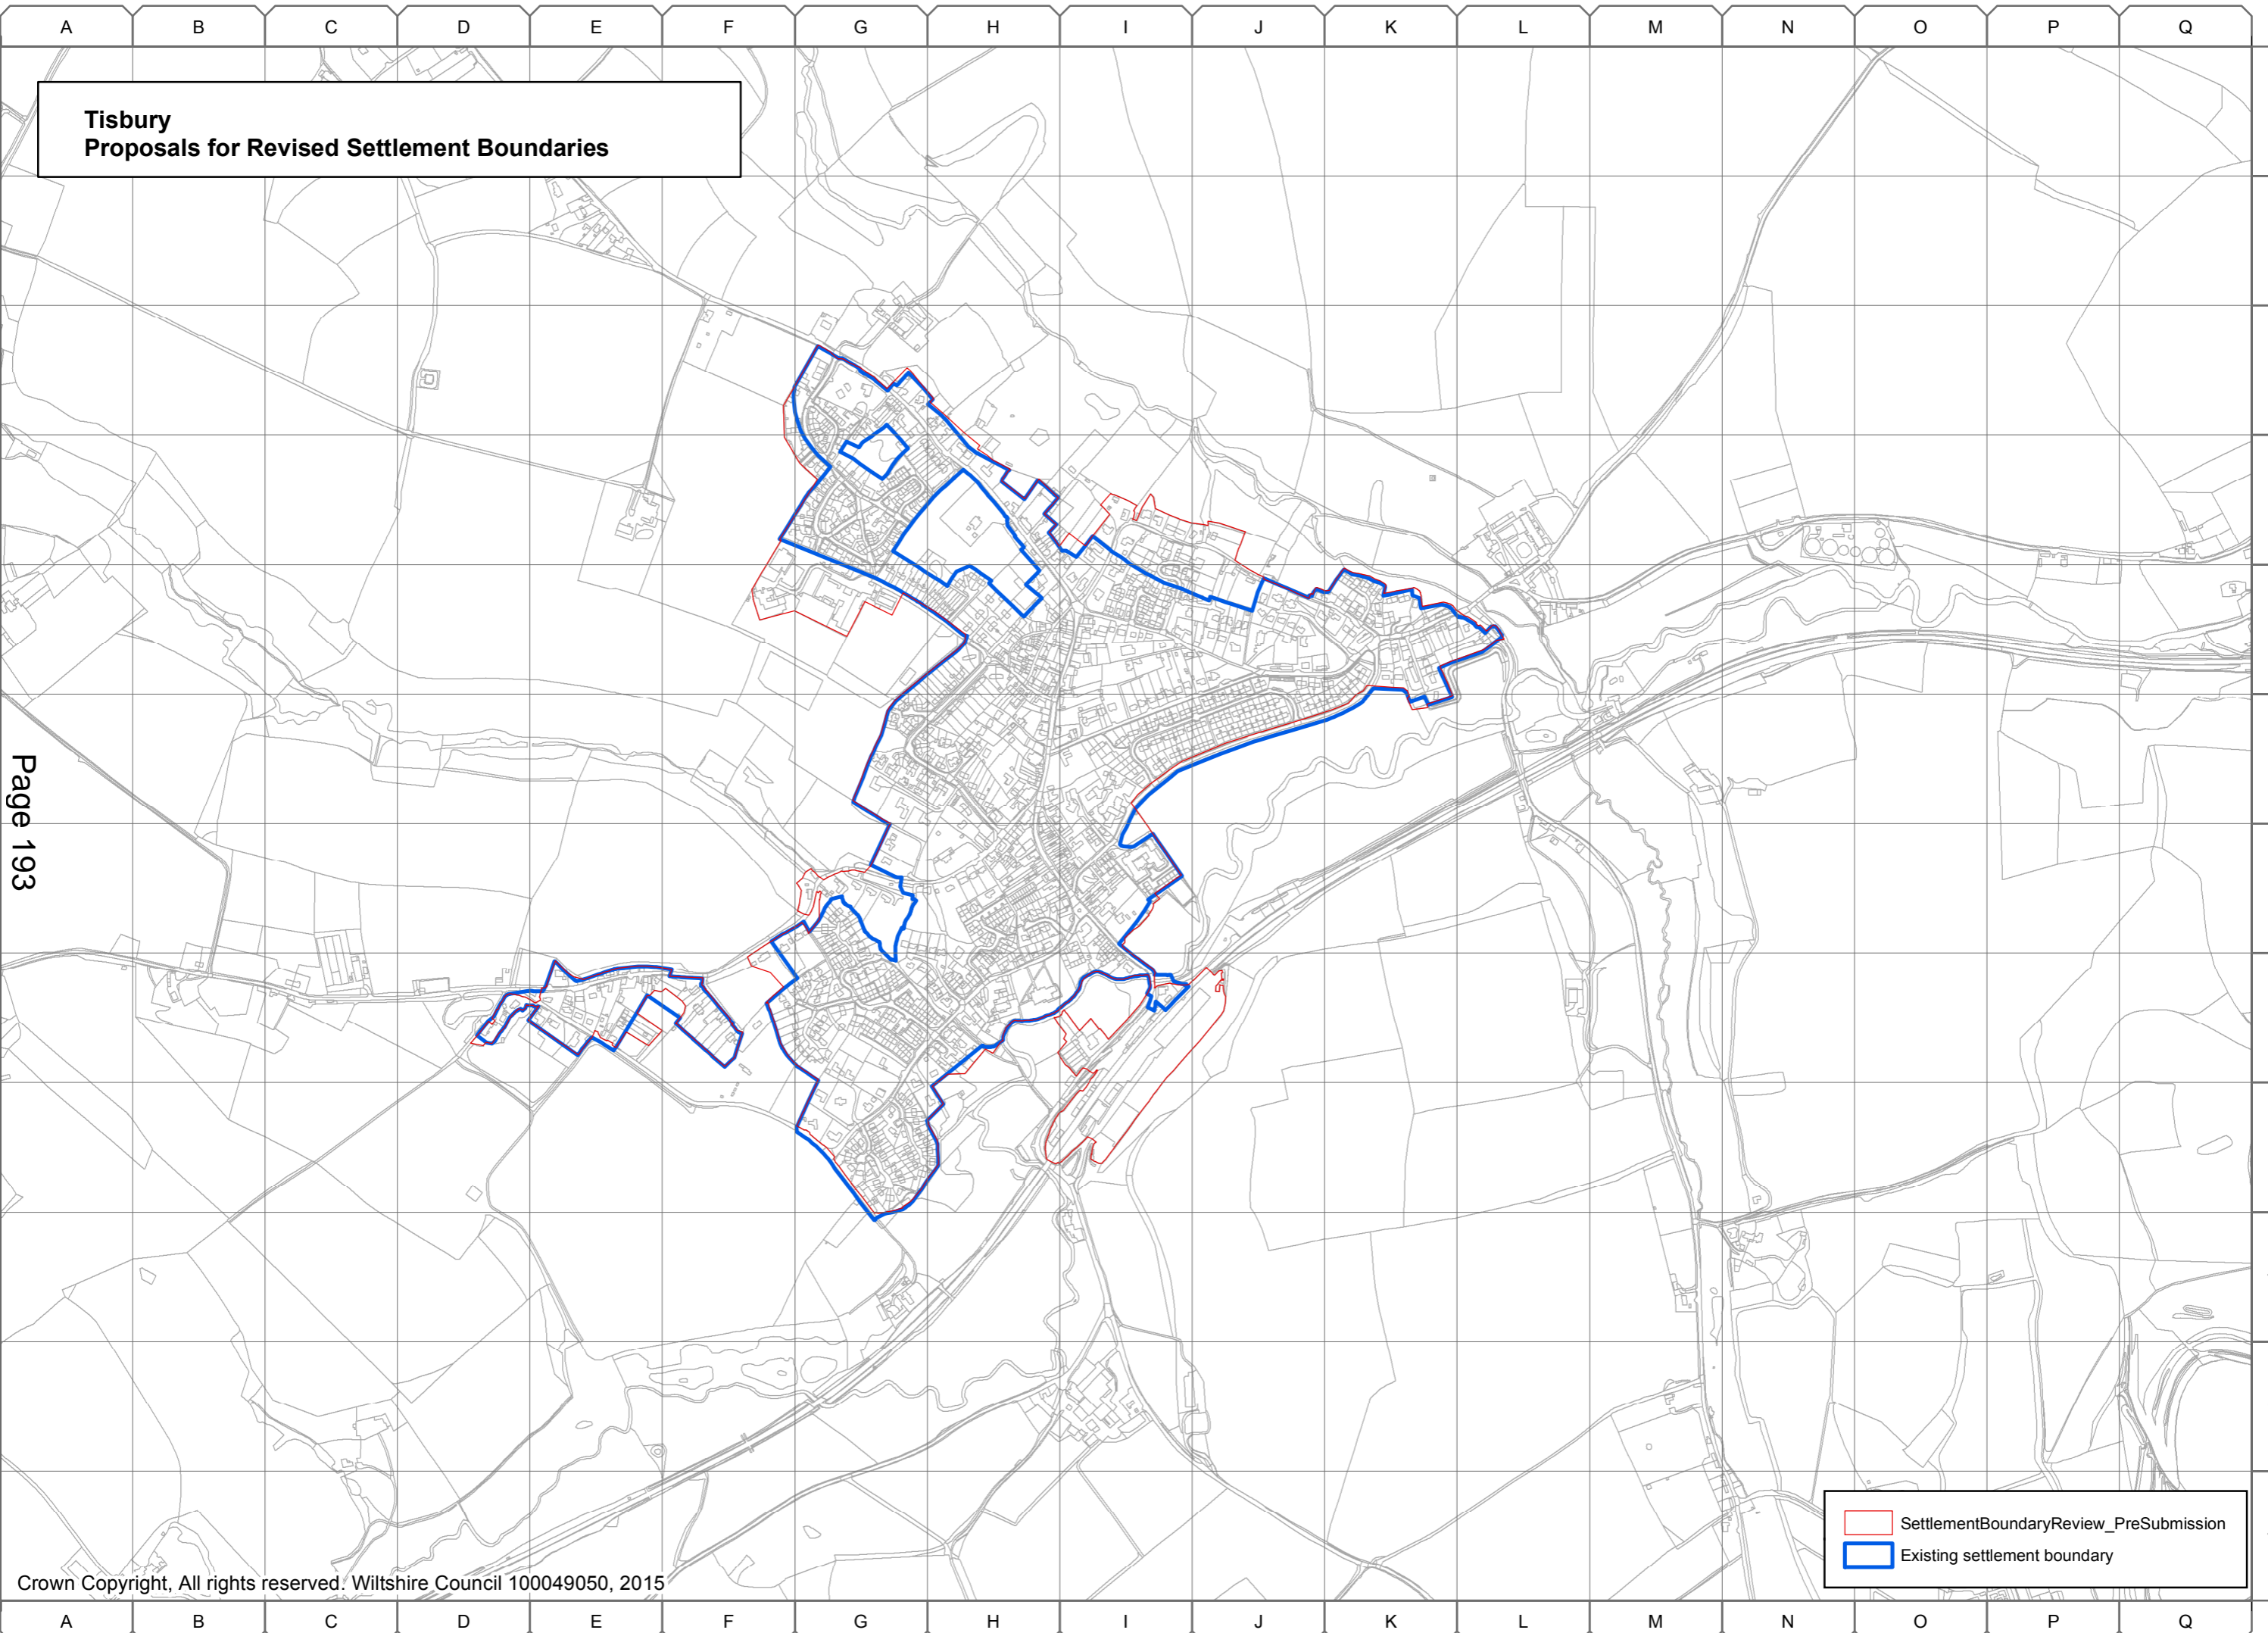 A B C D E F G H I J K L M N O P Q
Tisbury
Proposals for Revised Settlement Boundaries
Page 193
SettlementBoundaryReview_PreSubmission
Existing settlement boundary
Crown Copyright, All rights reserved. Wiltshire Council 100049050, 2015
A B C D E F G H I J K L M N O P Q